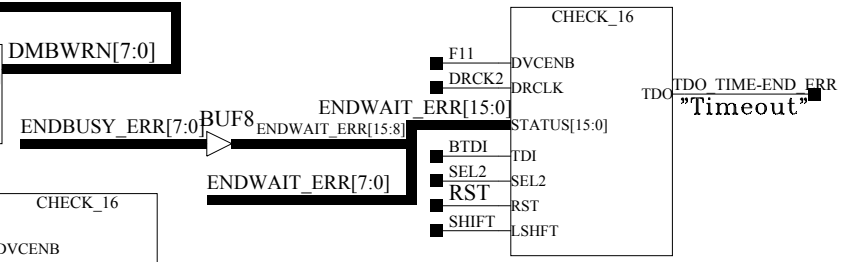 CHECK_16
DMBWRN[7:0]
F11
DVCENB
DRCK2
DRCLK
TDO
TDO_TIME-END_ERR
"Timeout"
ENDWAIT_ERR[15:0]
STATUS[15:0]
ENDBUSY_ERR[7:0]
BUF8
ENDWAIT_ERR[15:8]
BTDI
TDI
SEL2
SEL2
ENDWAIT_ERR[7:0]
RST
RST
SHIFT
LSHFT
CHECK_16